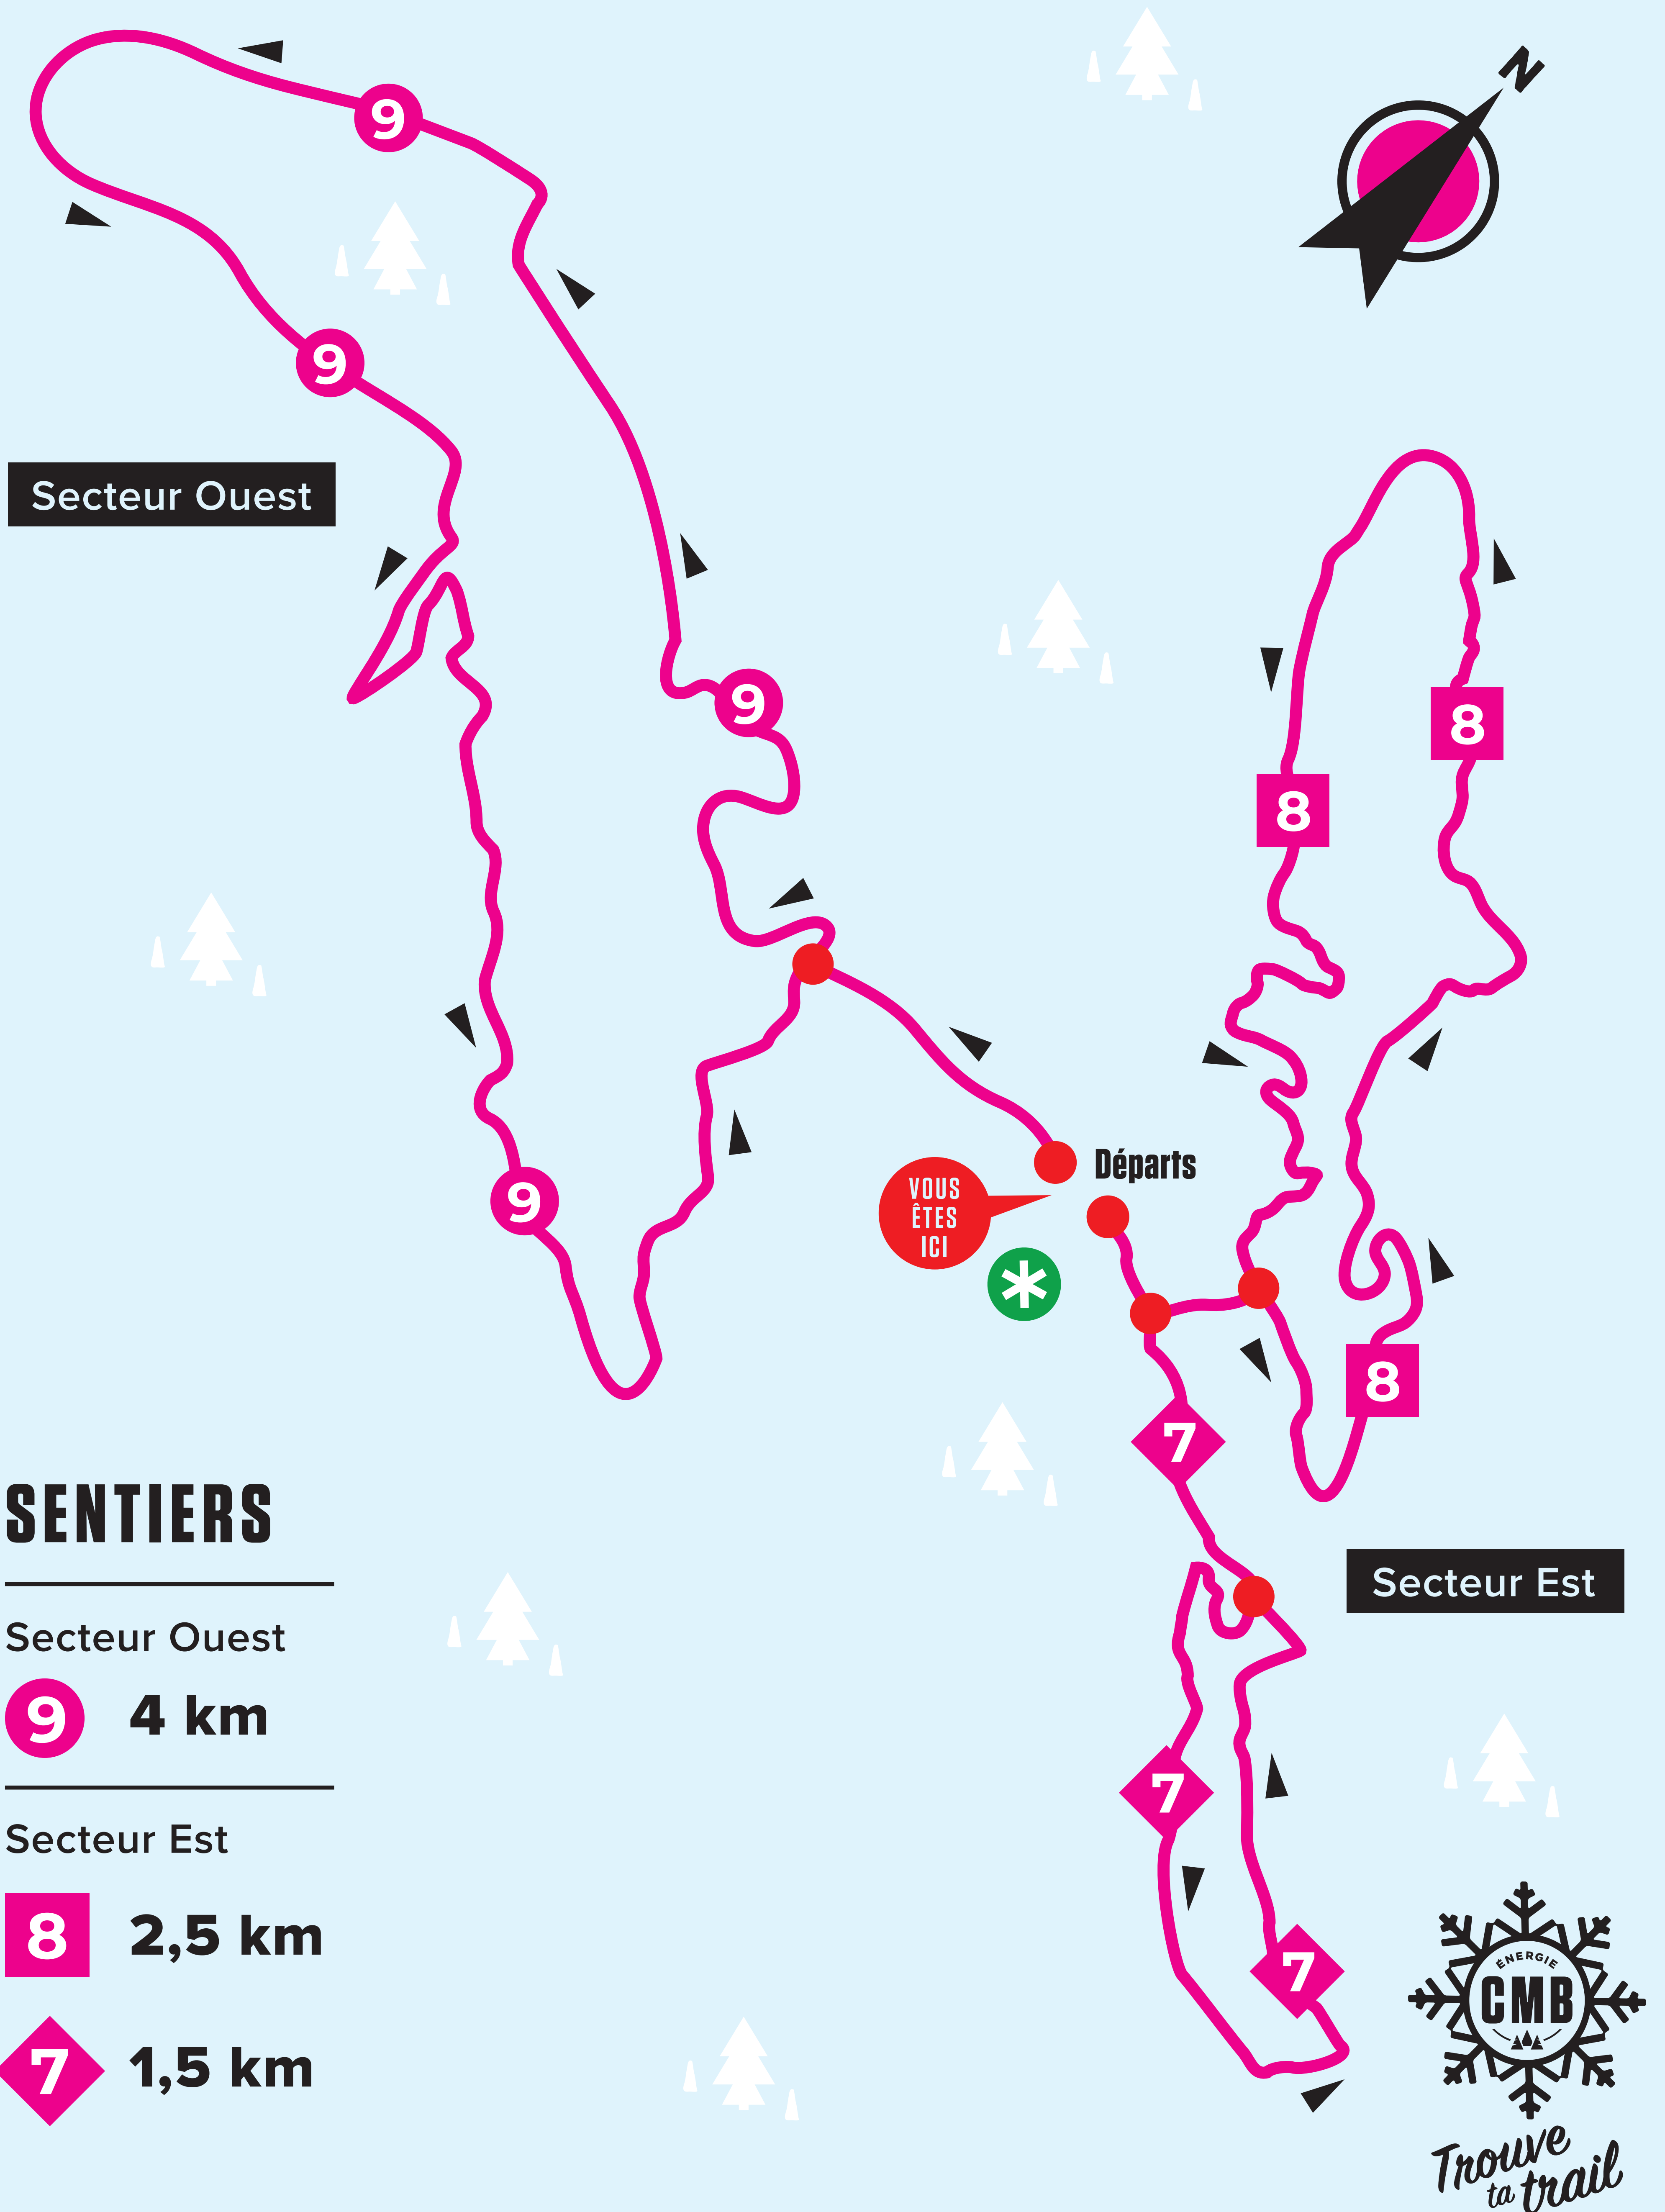 N
9
9
Secteur Ouest
9
8
8
Départs
VOUS
ÊTES
ICI
*
9
8
7
SENTIERS
Secteur Est
Secteur Ouest
9 4 km
7
Secteur Est
8 2,5 km
7
7 1,5 km
ÉNERGIE
CMB
Trouve
ta trail